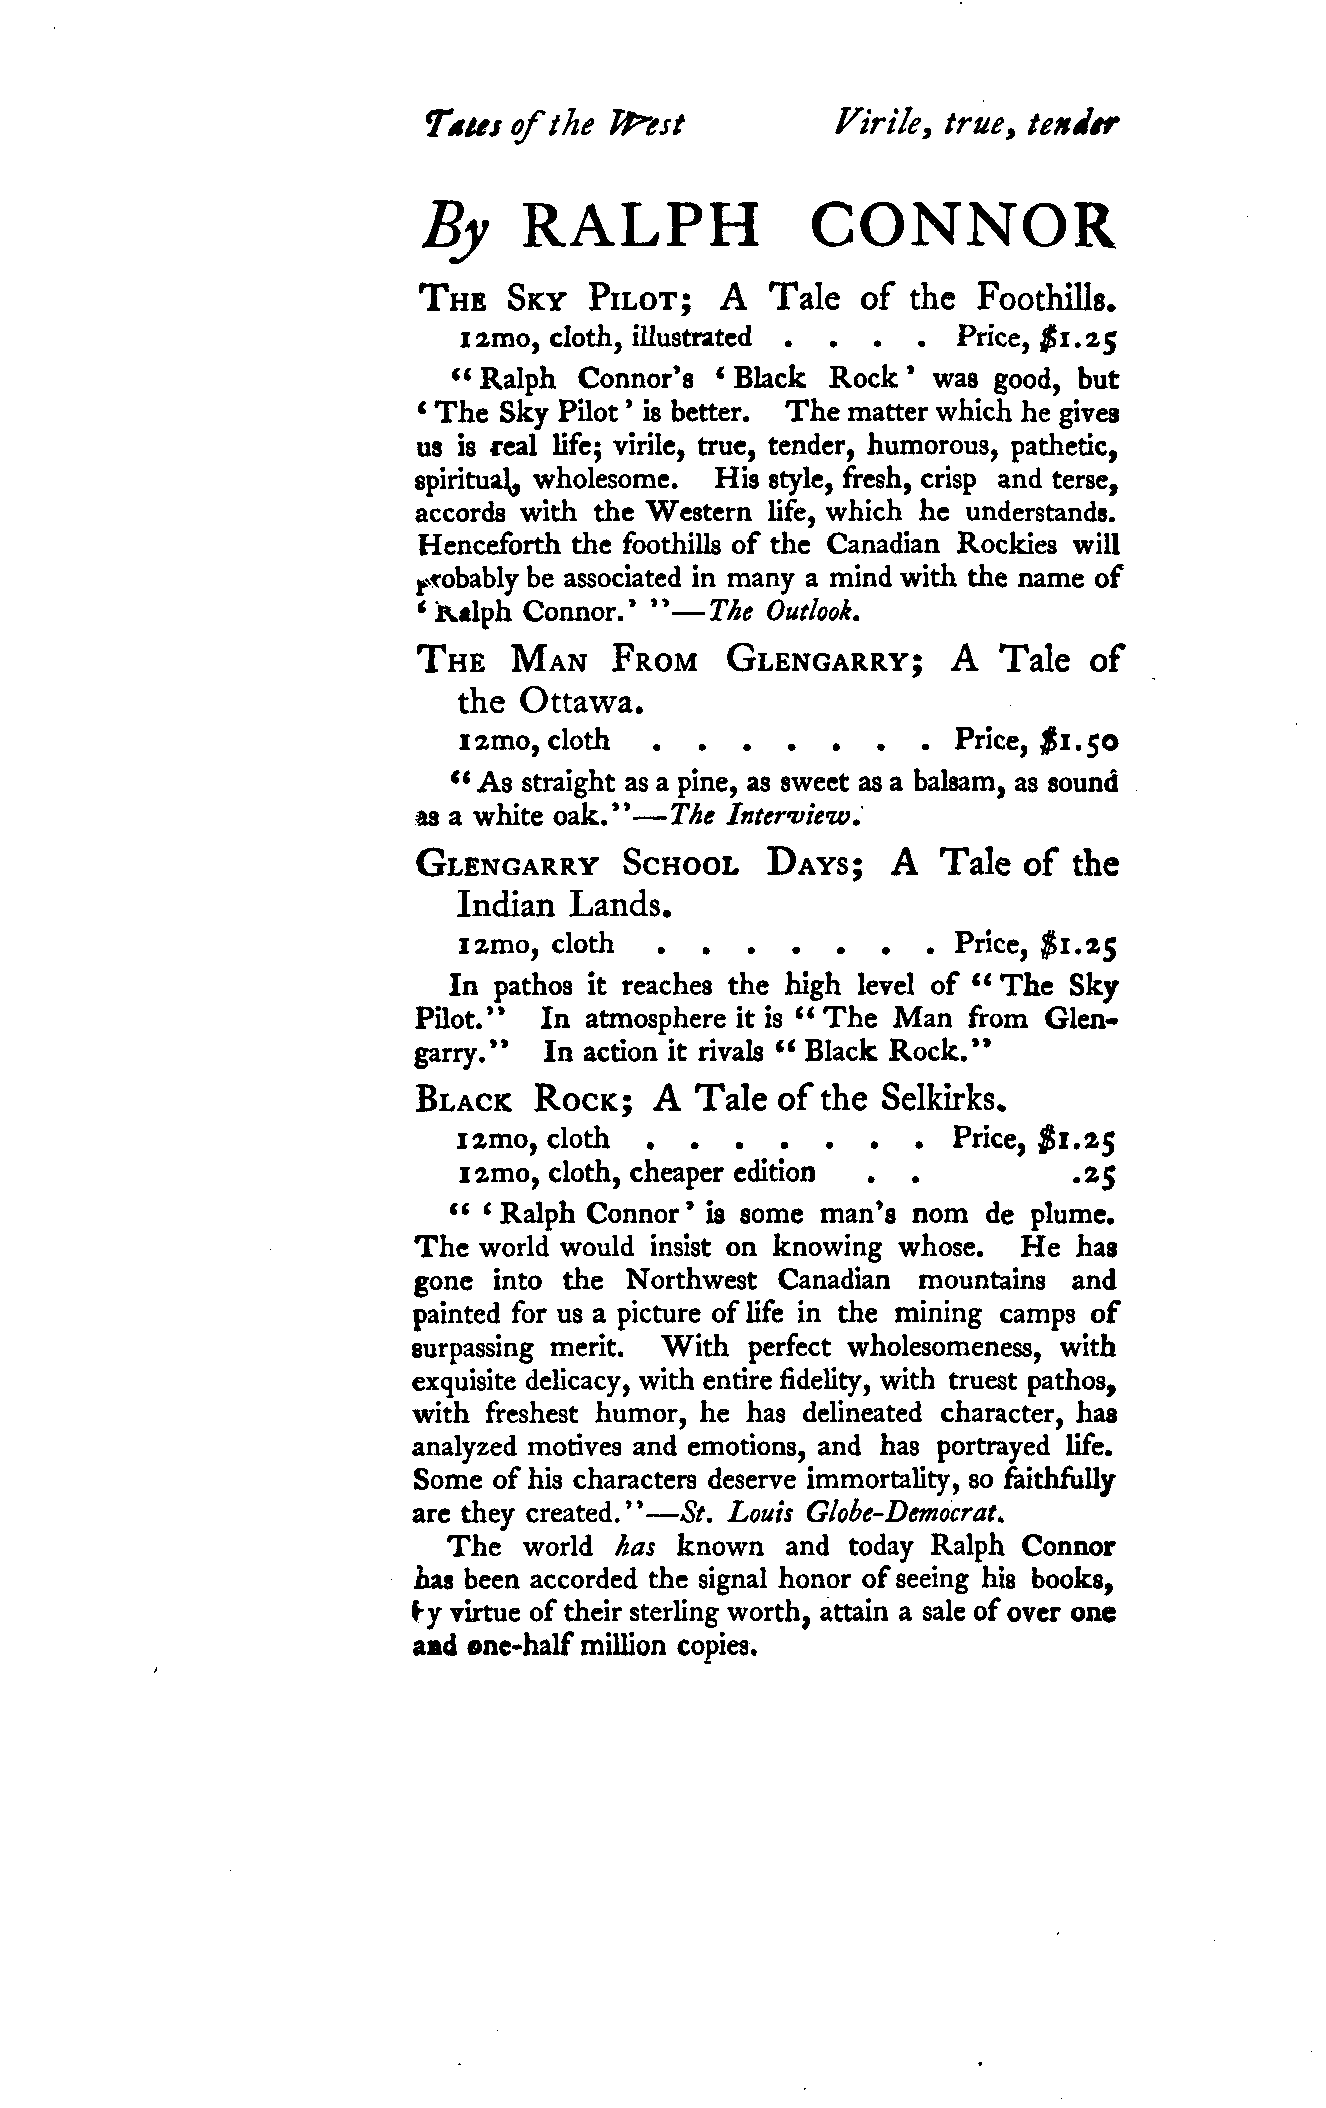 Tales of the West Virile, true, tender
By RALPH CONNOR
THE SKY PILOT; A Tale of the Foothills.
12mo, cloth, illustrated . . . . Price, $1.25
“ Ralph Connor’s ‘ Black Rock ’ was good, but
‘ The Sky Pilot ’ is better. The matter which he gives
us is real life; virile, true, tender, humorous, pathetic,
spiritual, wholesome. His style, fresh, crisp and terse,
accords with the Western life, which he understands.
Henceforth the foothills of the Canadian Rockies will
probably be associated in many a mind with the name of
‘ Ralph Connor.’ ”—The Outlook.
THE MAN FROM GLENGARRY; A Tale of
the Ottawa.
12mo, cloth . . . . . . . Price, $1.50
“ As straight as a pine, as sweet as a balsam, as sound
as a white oak.”—The Interview.
GLENGARRY SCHOOL DAYS; A Tale of the
Indian Lands.
12mo, cloth . . . . . . . Price, $1.25
In pathos it reaches the high level of “ The Sky
Pilot.” In atmosphere it is “ The Man from Glen-
garry.” In action it rivals “ Black Rock.”
BLACK ROCK; A Tale of the Selkirks.
12mo, cloth . . . . . . . Price, $1.25
12mo, cloth, cheaper edition . . .25
“ ‘ Ralph Connor ’ is some man’s nom de plume.
The world would insist on knowing whose. He has
gone into the Northwest Canadian mountains and
painted for us a picture of life in the mining camps of
surpassing merit. With perfect wholesomeness, with
exquisite delicacy, with entire fidelity, with truest pathos,
with freshest humor, he has delineated character, has
analyzed motives and emotions, and has portrayed life.
Some of his characters deserve immortality, so faithfully
are they created.”—St. Louis Globe-Democrat.
The world has known and today Ralph Connor
has been accorded the signal honor of seeing his books,
by virtue of their sterling worth, attain a sale of over one
and one-half million copies.